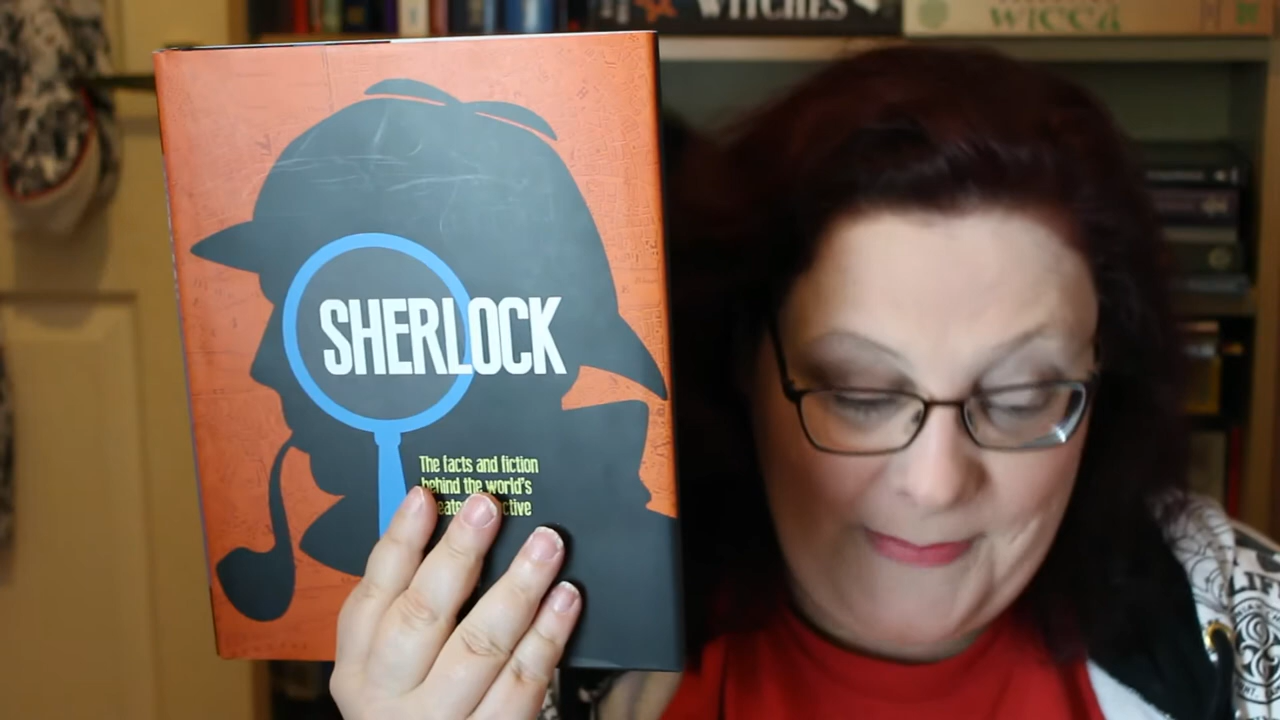 WITCHES
WICCA
SHERLOCK
The facts and fiction
behind the world's